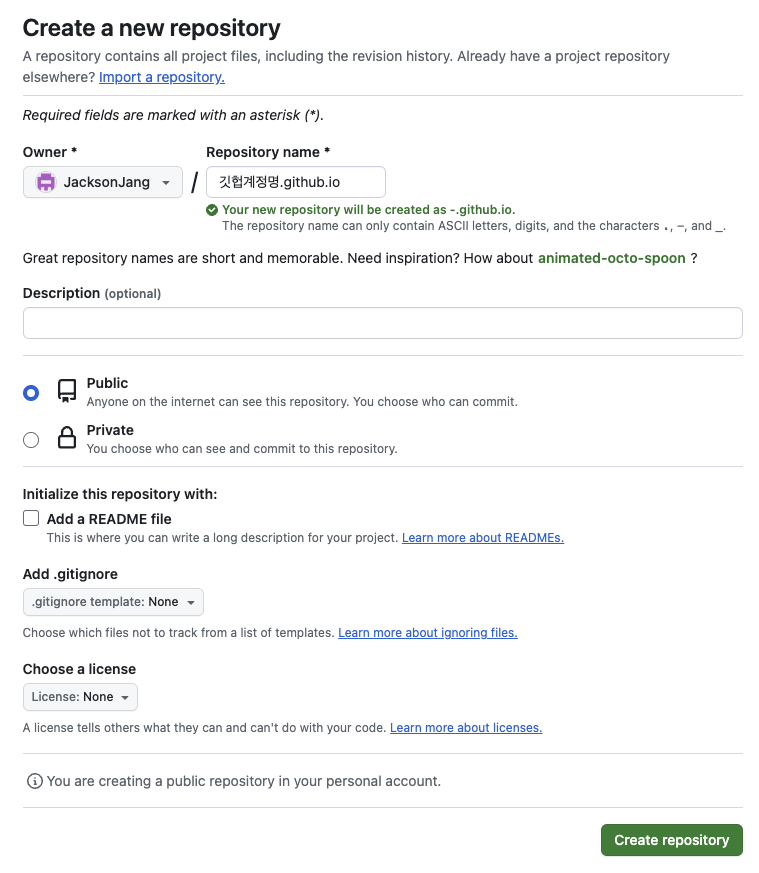 Create a new repository
A repository contains all project files, including the revision history. Already have a project repository
elsewhere? Import a repository.
Required fields are marked with an asterisk (*).
Owner *
Repository name *
JacksonJang
/
깃헙계정명.github.io
Your new repository will be created as -.github.io.
The repository name can only contain ASCII letters, digits, and the characters ., -, and _.
Great repository names are short and memorable. Need inspiration? How about animated-octo-spoon ?
Description (optional)
Public
Anyone on the internet can see this repository. You choose who can commit.
Private
You choose who can see and commit to this repository.
Initialize this repository with:
Add a README file
This is where you can write a long description for your project. Learn more about READMEs.
Add .gitignore
.gitignore template: None
Choose which files not to track from a list of templates. Learn more about ignoring files.
Choose a license
License: None
A license tells others what they can and can't do with your code. Learn more about licenses.
You are creating a public repository in your personal account.
Create repository